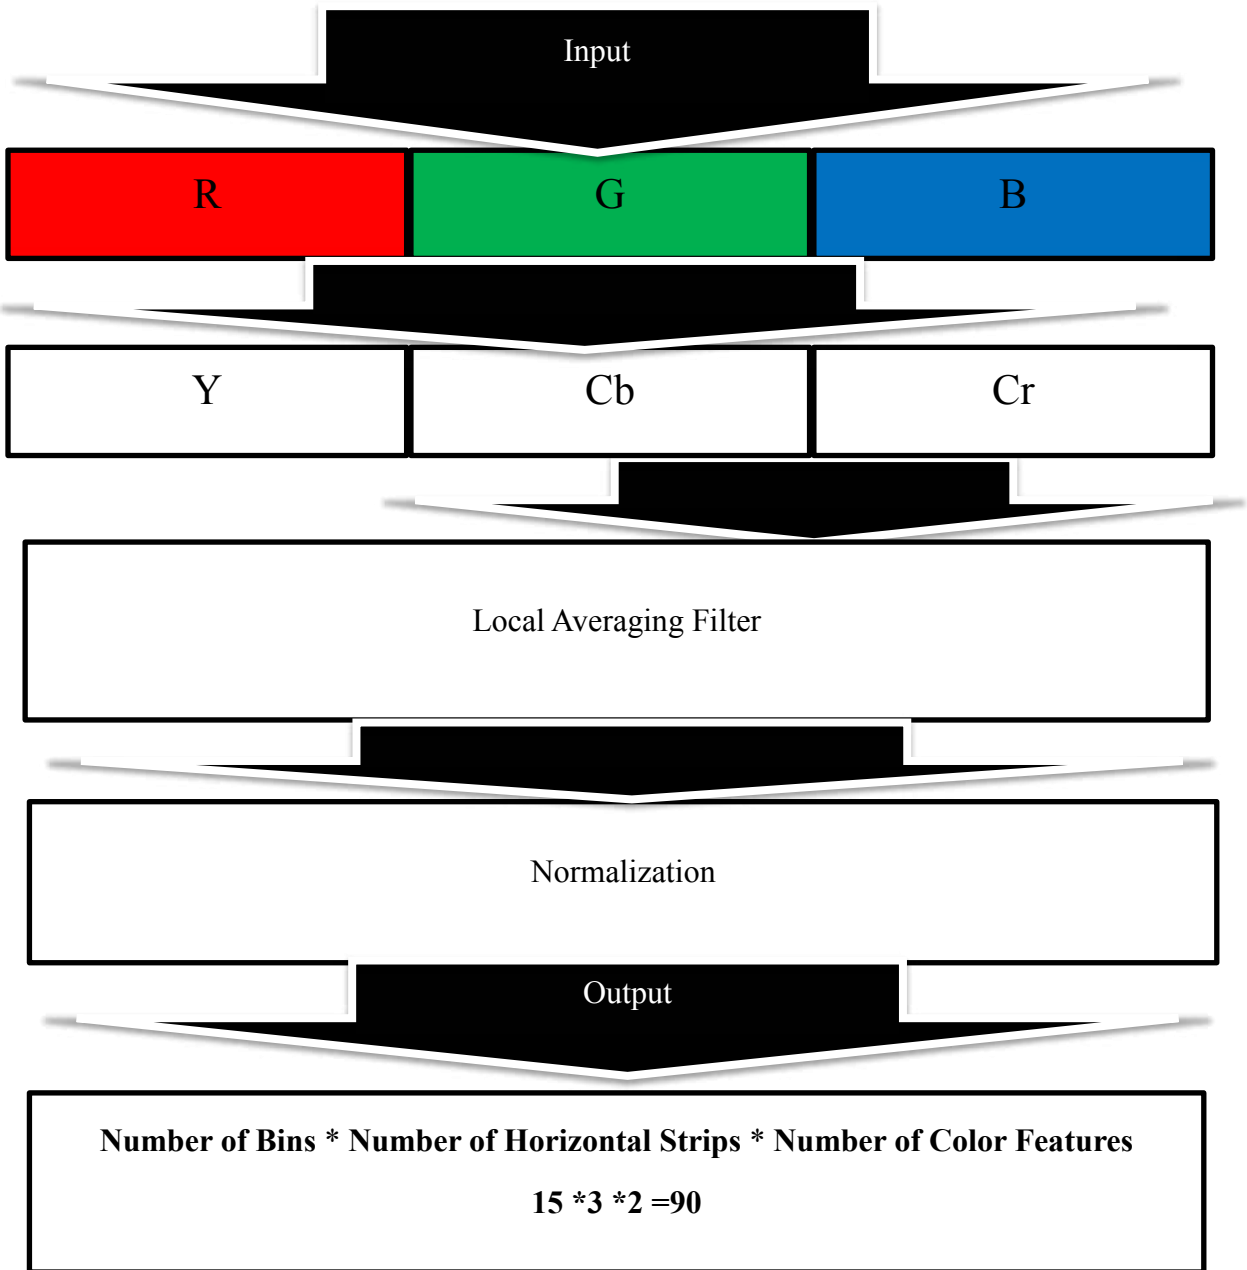 Input
R G B
Y Cb Cr
Local Averaging Filter
Normalization
Output
Number of Bins * Number of Horizontal Strips * Number of Color Features
15 *3 *2 =90